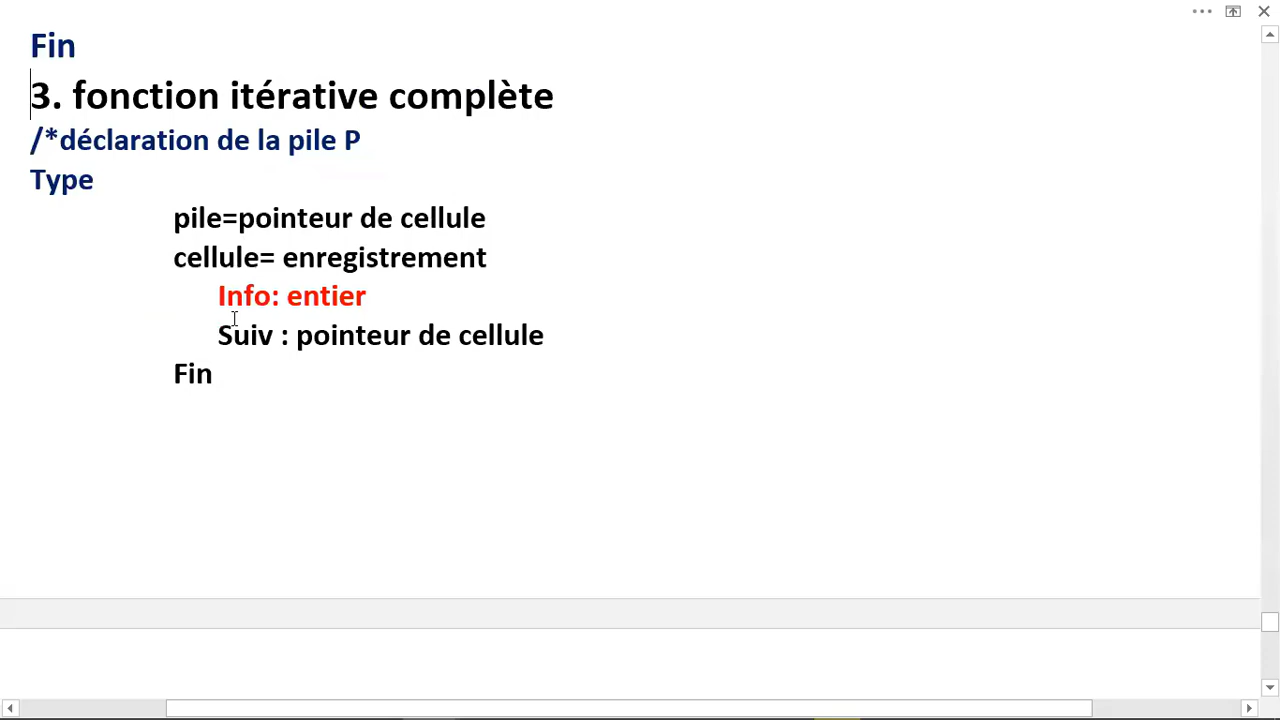 Fin
3. fonction itérative complète
/*déclaration de la pile P
Type
pile=pointeur de cellule
cellule= enregistrement
Info: entier
Suiv : pointeur de cellule
Fin